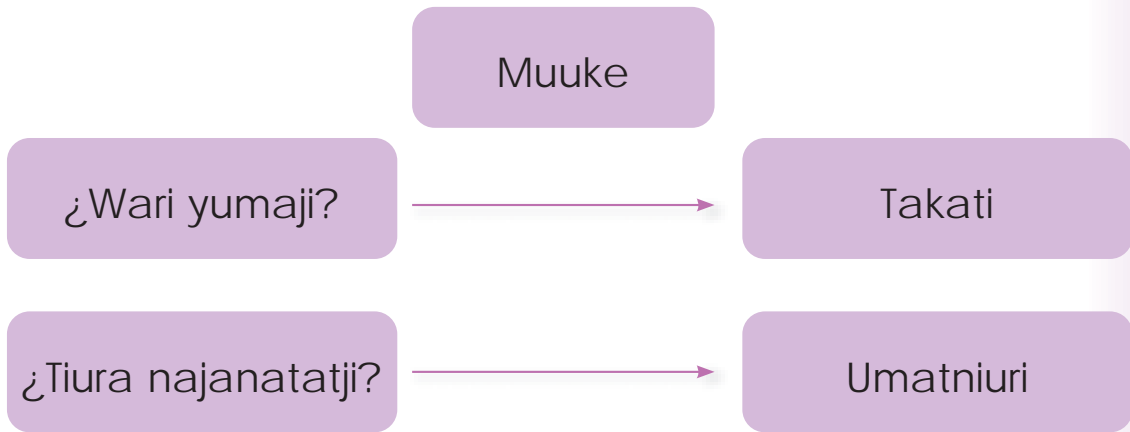 Muuke
¿Wari yumaji?
Takati
¿Tiura najanatatji?
Umatniuri